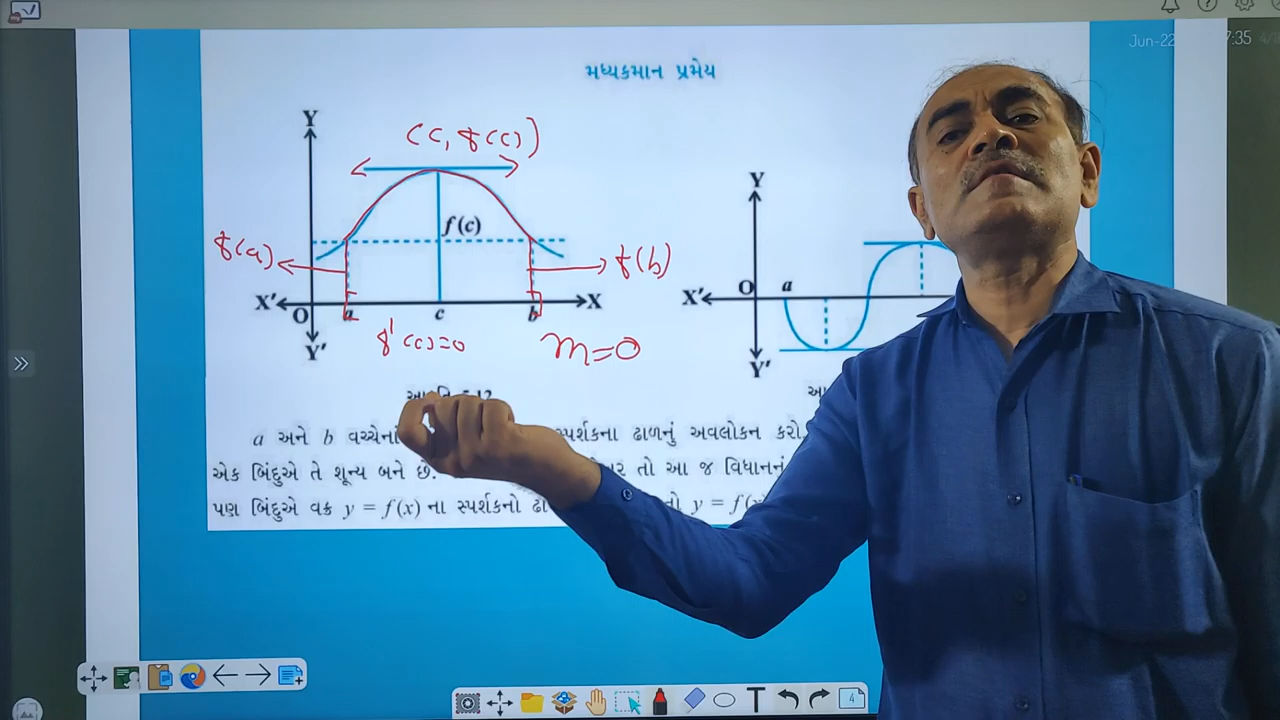 Jun-22
7:35
મધ્યકમાન પ્રમેય
Y
(c, f(c))
f(c)
f(a)
f(b)
X′
O
a
c
b
X
Y′
f'(c)=0
m=0
Y
X′
O
a
Y′
a અને b વચ્ચેના સ્પર્શકના ઢાળનું અવલોકન કરો.
એક બિંદુએ તે શૂન્ય બને છે. તો આ જ વિધાનનં
પણ બિંદુએ વક્ર y = f(x) ના સ્પર્શકનો y = f(x
T
4